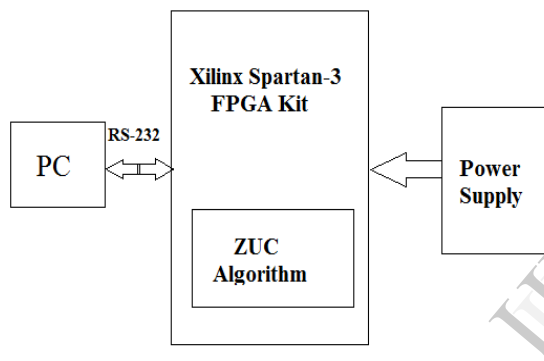 Xilinx Spartan-3
FPGA Kit
RS-232
PC
Power
Supply
ZUC
Algorithm